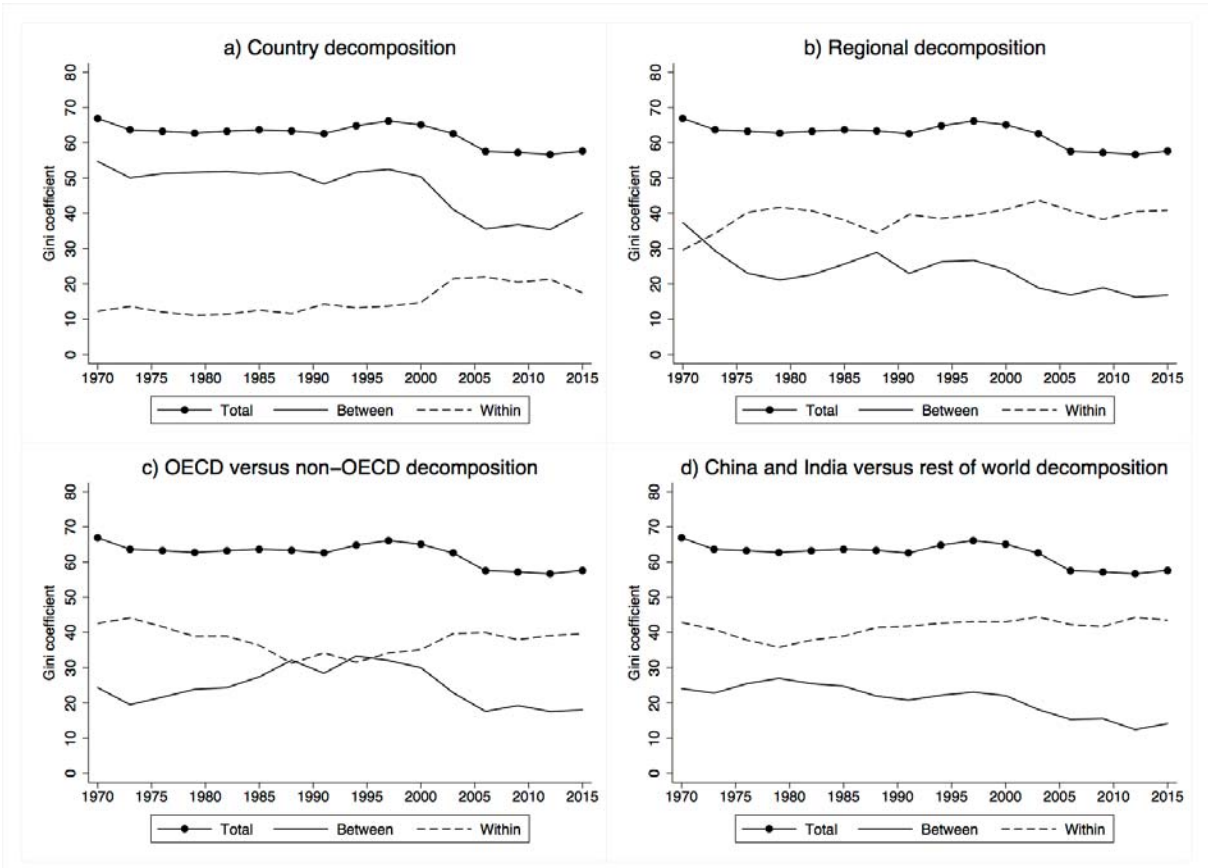 a) Country decomposition
Gini coefficient
80
70
60
50
40
30
20
10
0
1970 1975 1980 1985 1990 1995 2000 2005 2010 2015
Total Between Within
b) Regional decomposition
Gini coefficient
80
70
60
50
40
30
20
10
0
1970 1975 1980 1985 1990 1995 2000 2005 2010 2015
Total Between Within
c) OECD versus non−OECD decomposition
Gini coefficient
80
70
60
50
40
30
20
10
0
1970 1975 1980 1985 1990 1995 2000 2005 2010 2015
Total Between Within
d) China and India versus rest of world decomposition
Gini coefficient
80
70
60
50
40
30
20
10
0
1970 1975 1980 1985 1990 1995 2000 2005 2010 2015
Total Between Within